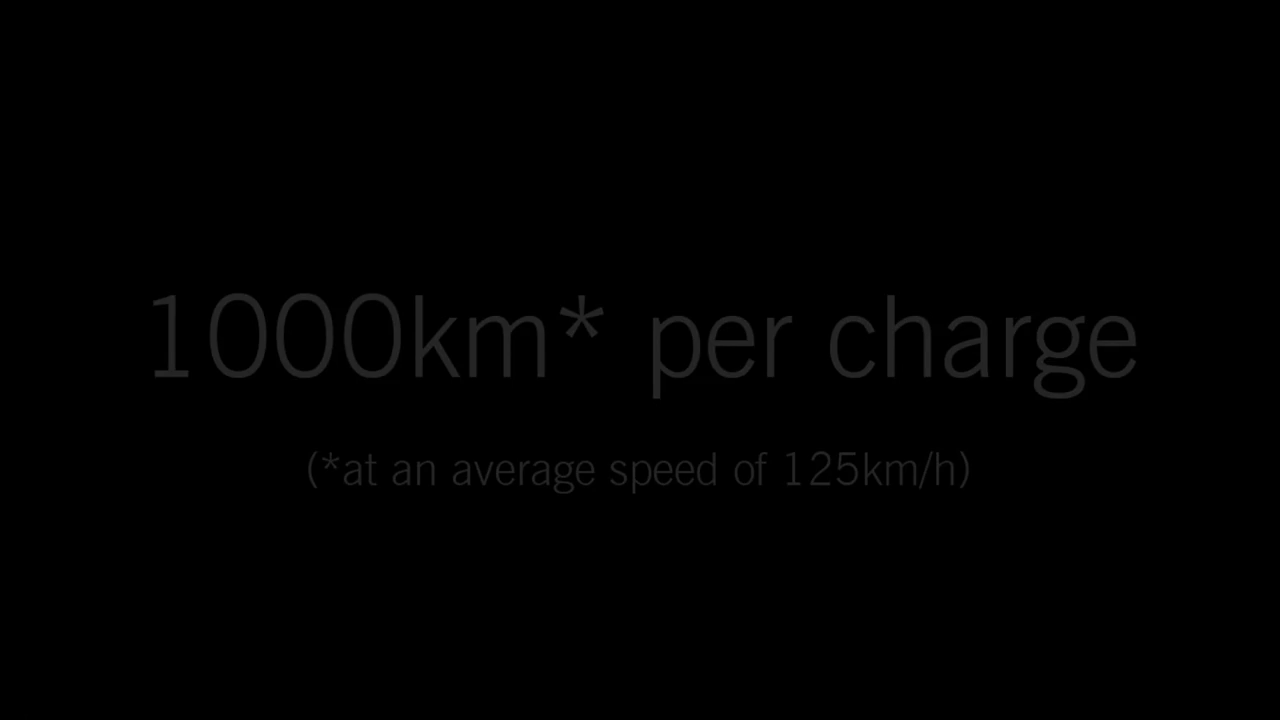 1000km* per charge
(*at an average speed of 125km/h)